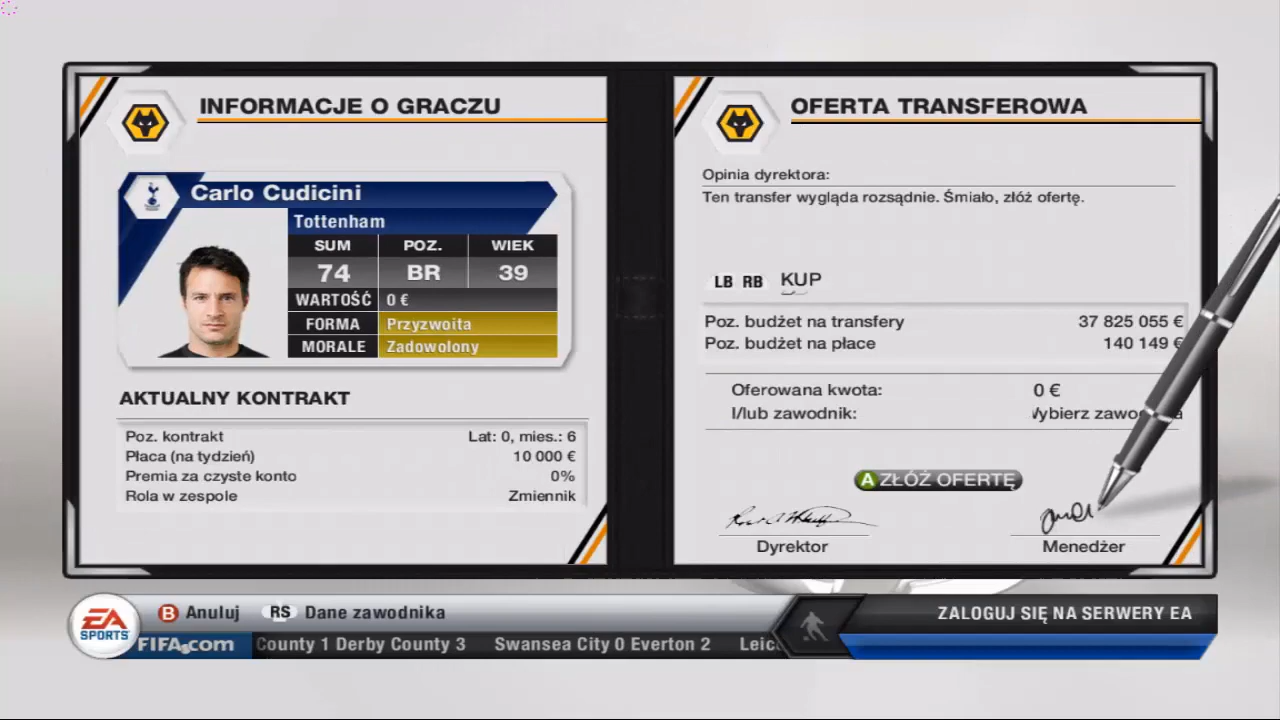 INFORMACJE O GRACZU
Carlo Cudicini
Tottenham
SUM POZ. WIEK
74 BR 39
WARTOŚĆ 0 €
FORMA Przyzwoita
MORALE Zadowolony
AKTUALNY KONTRAKT
Poz. kontrakt Lat: 0, mies.: 6
Płaca (na tydzień) 10 000 €
Premia za czyste konto 0%
Rola w zespole Zmiennik
OFERTA TRANSFEROWA
Opinia dyrektora:
Ten transfer wygląda rozsądnie. Śmiało, złóż ofertę.
LB RB KUP
Poz. budżet na transfery 37 825 055 €
Poz. budżet na płace 140 149 €
Oferowana kwota: 0 €
I/lub zawodnik:
A ZŁÓŻ OFERTĘ
Dyrektor Menedżer
EA SPORTS
B Anuluj RS Dane zawodnika
ZALOGUJ SIĘ NA SERWERY EA
FIFA.com County 1 Derby County 3 Swansea City 0 Everton 2